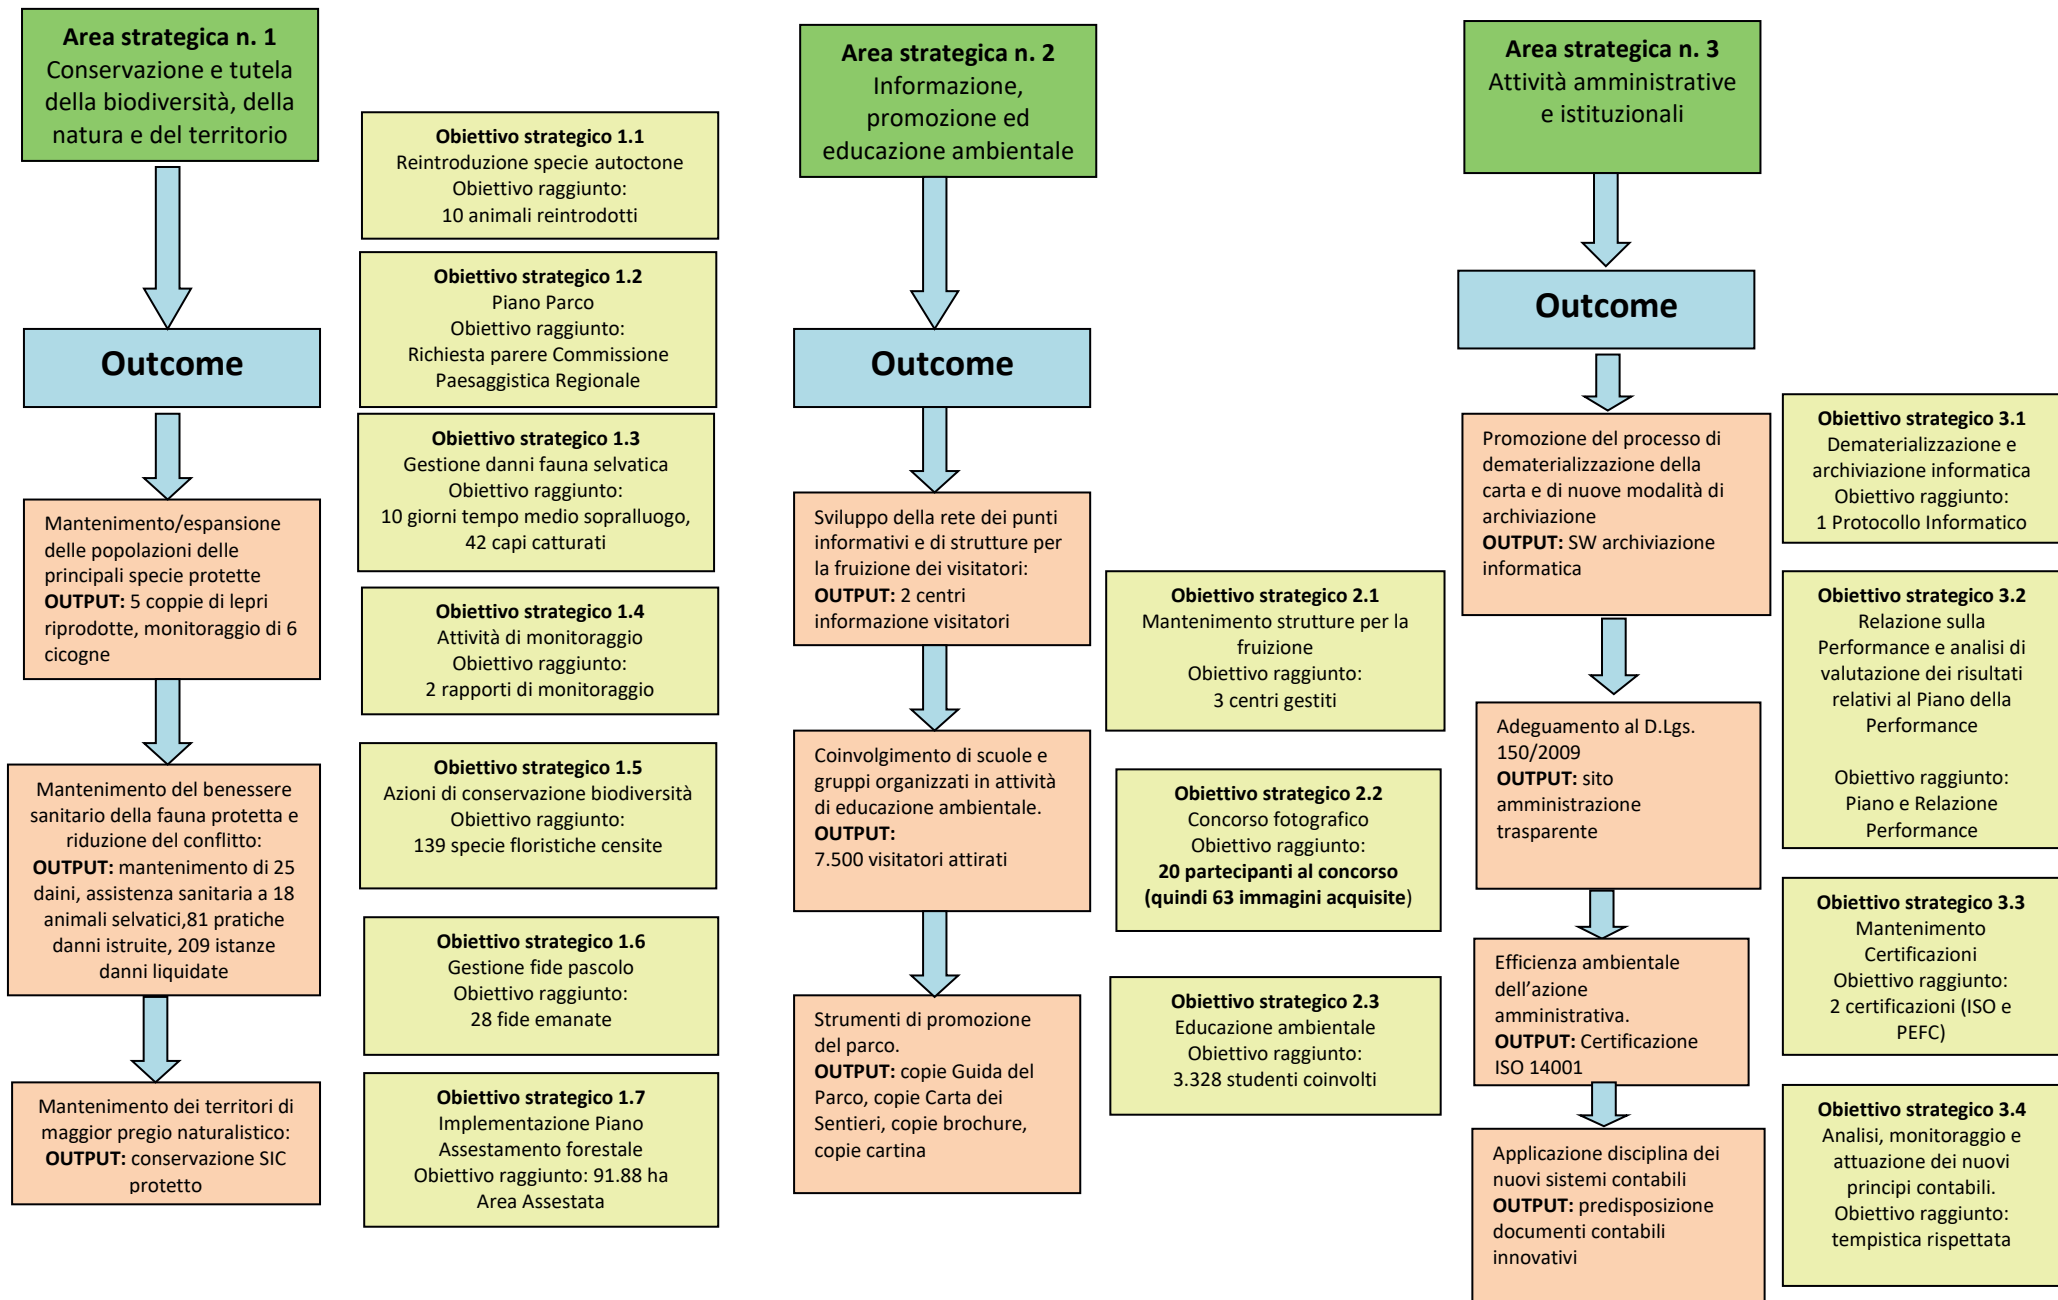 Area strategica n. 1
Conservazione e tutela
della biodiversità, della
natura e del territorio
Outcome
Mantenimento/espansione
delle popolazioni delle
principali specie protette
OUTPUT: 5 coppie di lepri
riprodotte, monitoraggio di 6
cicogne
Mantenimento del benessere
sanitario della fauna protetta e
riduzione del conflitto:
OUTPUT: mantenimento di 25
daini, assistenza sanitaria a 18
animali selvatici,81 pratiche
danni istruite, 209 istanze
danni liquidate
Mantenimento dei territori di
maggior pregio naturalistico:
OUTPUT: conservazione SIC
protetto
Obiettivo strategico 1.1
Reintroduzione specie autoctone
Obiettivo raggiunto:
10 animali reintrodotti
Obiettivo strategico 1.2
Piano Parco
Obiettivo raggiunto:
Richiesta parere Commissione
Paesaggistica Regionale
Obiettivo strategico 1.3
Gestione danni fauna selvatica
Obiettivo raggiunto:
10 giorni tempo medio sopralluogo,
42 capi catturati
Obiettivo strategico 1.4
Attività di monitoraggio
Obiettivo raggiunto:
2 rapporti di monitoraggio
Obiettivo strategico 1.5
Azioni di conservazione biodiversità
Obiettivo raggiunto:
139 specie floristiche censite
Obiettivo strategico 1.6
Gestione fide pascolo
Obiettivo raggiunto:
28 fide emanate
Obiettivo strategico 1.7
Implementazione Piano
Assestamento forestale
Obiettivo raggiunto: 91.88 ha
Area Assestata
Area strategica n. 2
Informazione,
promozione ed
educazione ambientale
Outcome
Sviluppo della rete dei punti
informativi e di strutture per
la fruizione dei visitatori:
OUTPUT: 2 centri
informazione visitatori
Coinvolgimento di scuole e
gruppi organizzati in attività
di educazione ambientale.
OUTPUT:
7.500 visitatori attirati
Strumenti di promozione
del parco.
OUTPUT: copie Guida del
Parco, copie Carta dei
Sentieri, copie brochure,
copie cartina
Obiettivo strategico 2.1
Mantenimento strutture per la
fruizione
Obiettivo raggiunto:
3 centri gestiti
Obiettivo strategico 2.2
Concorso fotografico
Obiettivo raggiunto:
20 partecipanti al concorso
(quindi 63 immagini acquisite)
Obiettivo strategico 2.3
Educazione ambientale
Obiettivo raggiunto:
3.328 studenti coinvolti
Area strategica n. 3
Attività amministrative
e istituzionali
Outcome
Promozione del processo di
dematerializzazione della
carta e di nuove modalità di
archiviazione
OUTPUT: SW archiviazione
informatica
Adeguamento al D.Lgs.
150/2009
OUTPUT: sito
amministrazione
trasparente
Efficienza ambientale
dell'azione
amministrativa.
OUTPUT: Certificazione
ISO 14001
Applicazione disciplina dei
nuovi sistemi contabili
OUTPUT: predisposizione
documenti contabili
innovativi
Obiettivo strategico 3.1
Dematerializzazione e
archiviazione informatica
Obiettivo raggiunto:
1 Protocollo Informatico
Obiettivo strategico 3.2
Relazione sulla
Performance e analisi di
valutazione dei risultati
relativi al Piano della
Performance
Obiettivo raggiunto:
Piano e Relazione
Performance
Obiettivo strategico 3.3
Mantenimento
Certificazioni
Obiettivo raggiunto:
2 certificazioni (ISO e
PEFC)
Obiettivo strategico 3.4
Analisi, monitoraggio e
attuazione dei nuovi
principi contabili.
Obiettivo raggiunto:
tempistica rispettata